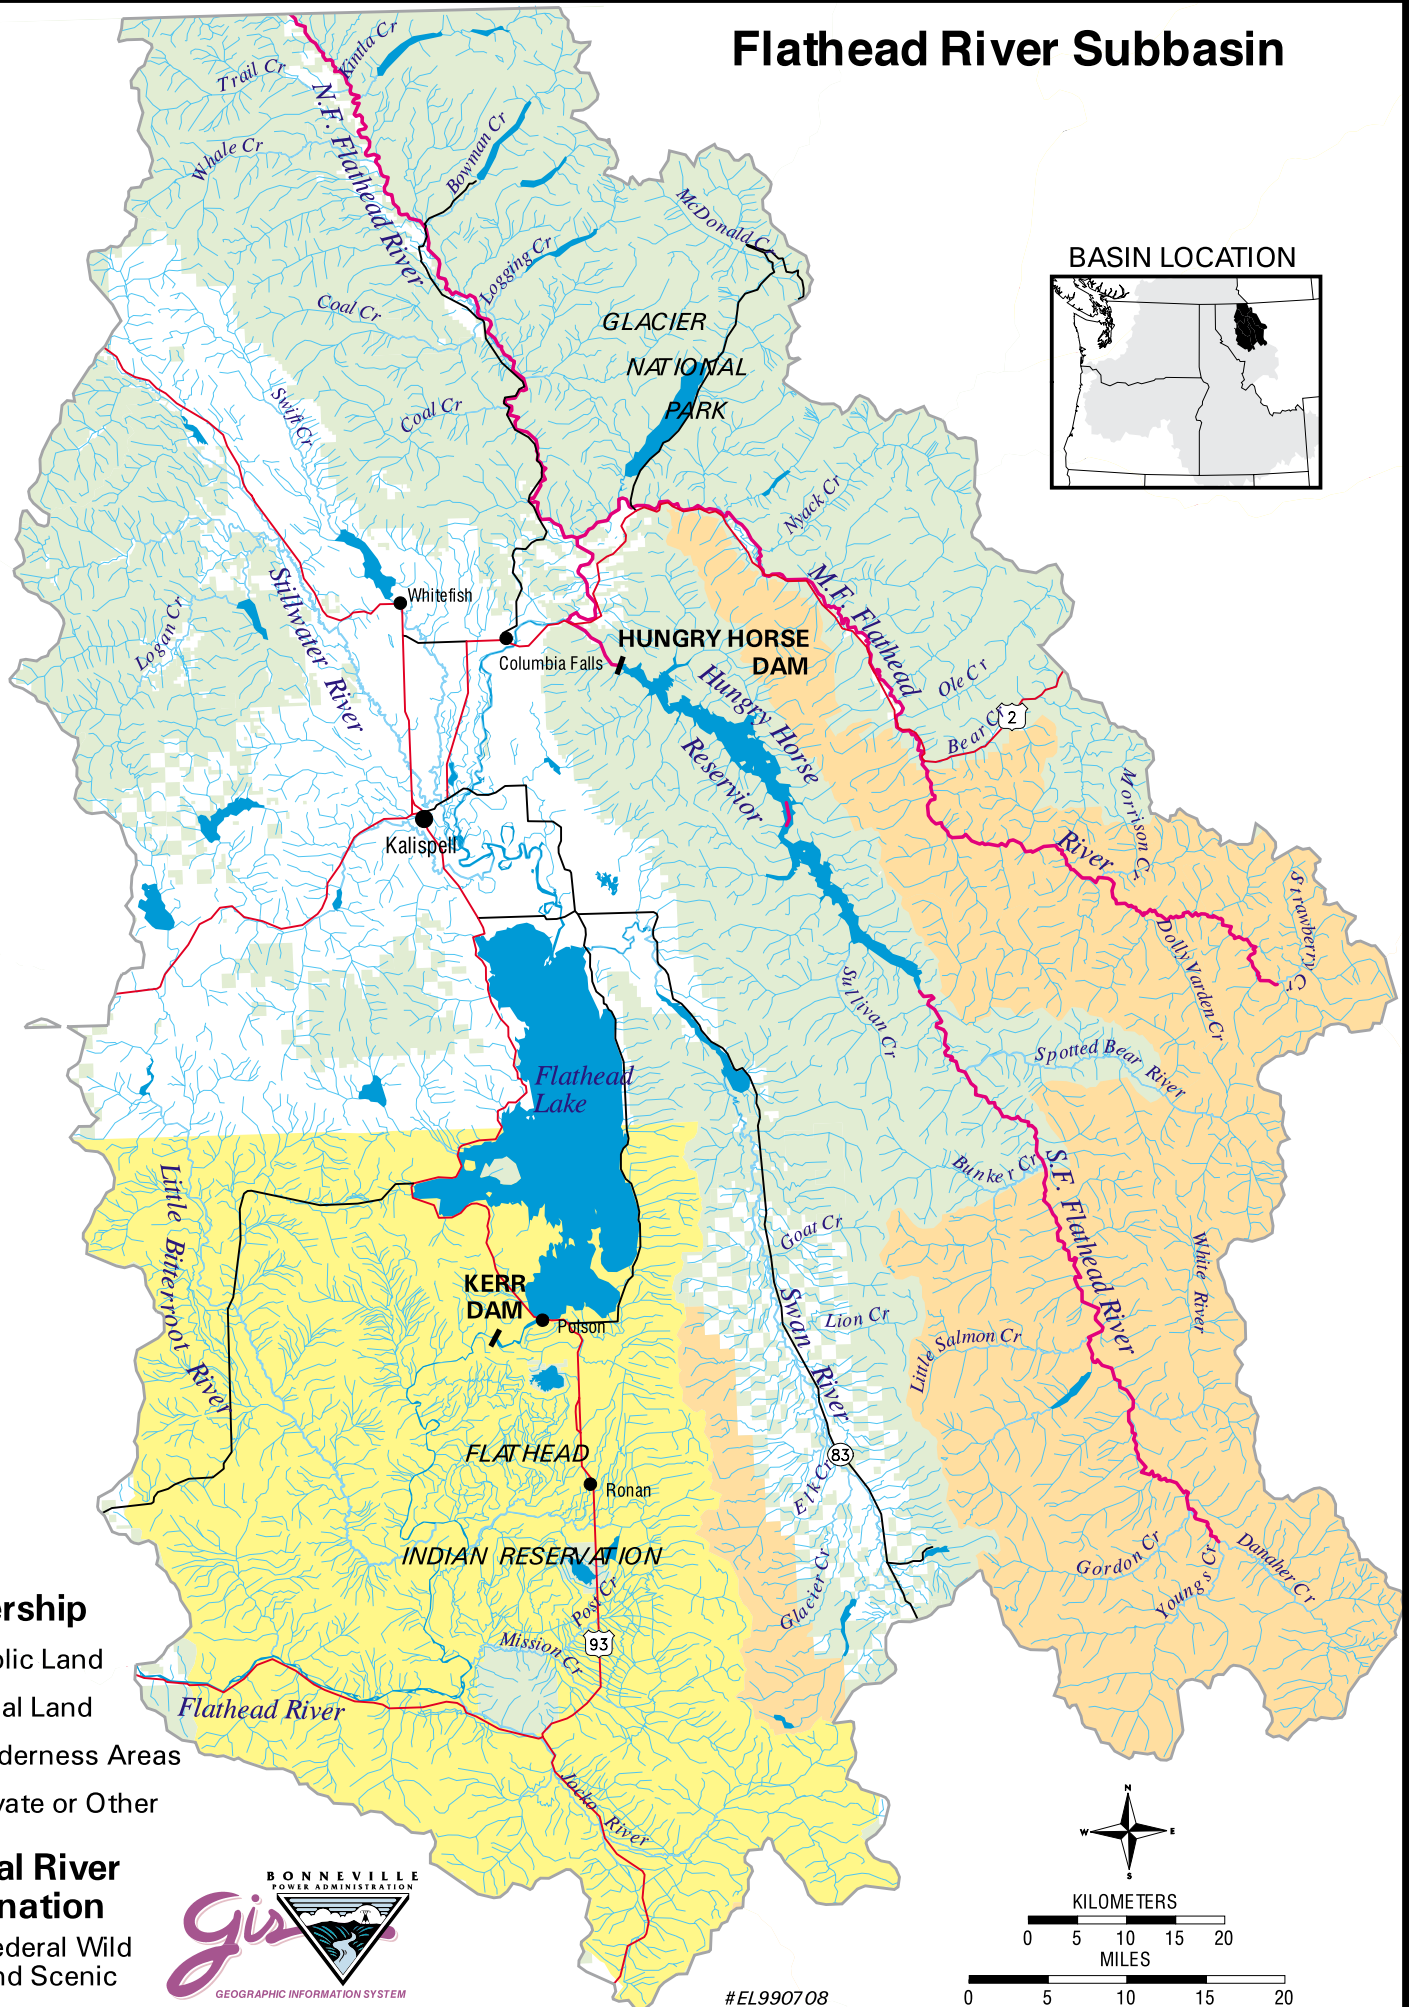 Flathead River Subbasin
Kintla Cr
Trail Cr
N.F. Flathead River
Whale Cr
Bowman Cr
McDonald Cr
Logging Cr
BASIN LOCATION
Coal Cr
GLACIER
NATIONAL
PARK
Swift Cr
Coal Cr
Nyack Cr
Stillwater River
Whitefish
Logan Cr
M.F. Flathead
HUNGRY HORSE
DAM
Columbia Falls
Hungry Horse
Reservior
Ole Cr
Bear Cr
2
Morrison Cr
Kalispell
River
Strawberry Cr
Dolly Varden Cr
Sullivan Cr
Spotted Bear River
Flathead
Lake
Bunker Cr
S.F. Flathead River
Little Bitterroot River
Goat Cr
White River
KERR
DAM
Polson
Swan River
Lion Cr
Little Salmon Cr
FLATHEAD
83
Elk Cr
Ronan
INDIAN RESERVATION
Gordon Cr
Youngs Cr
Danaher Cr
Glacier Cr
Post Cr
Mission Cr
93
Flathead River
Jocko River
ership
lic Land
al Land
derness Areas
vate or Other
al River
nation
ederal Wild
nd Scenic
BONNEVILLE
POWER ADMINISTRATION
gis
GEOGRAPHIC INFORMATION SYSTEM
#EL990708
N
W E
S
KILOMETERS
0 5 10 15 20
MILES
0 5 10 15 20